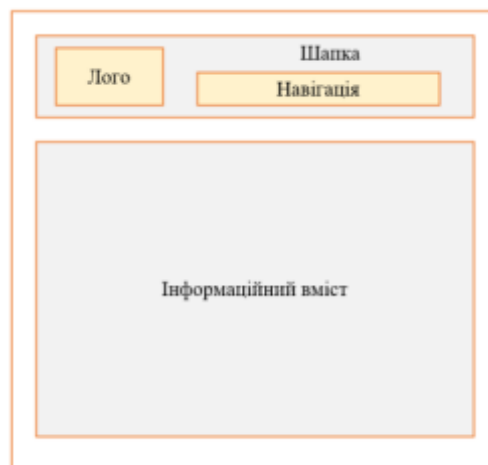 Шапка
Лого
Навігація
Інформаційний вміст